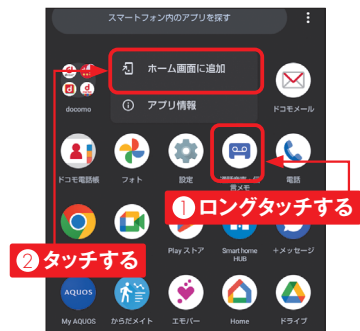 スマートフォン内のアプリを探す
ホーム画面に追加
アプリ情報
docomo
ドコモメール
ドコモ電話帳
フォト
設定
言メモ
電話
① ロングタッチする
② タッチする
Play ストア
Smart home
HUB
+メッセージ
AQUOS
My AQUOS
からだメイト
エモパー
Home
ドライブ